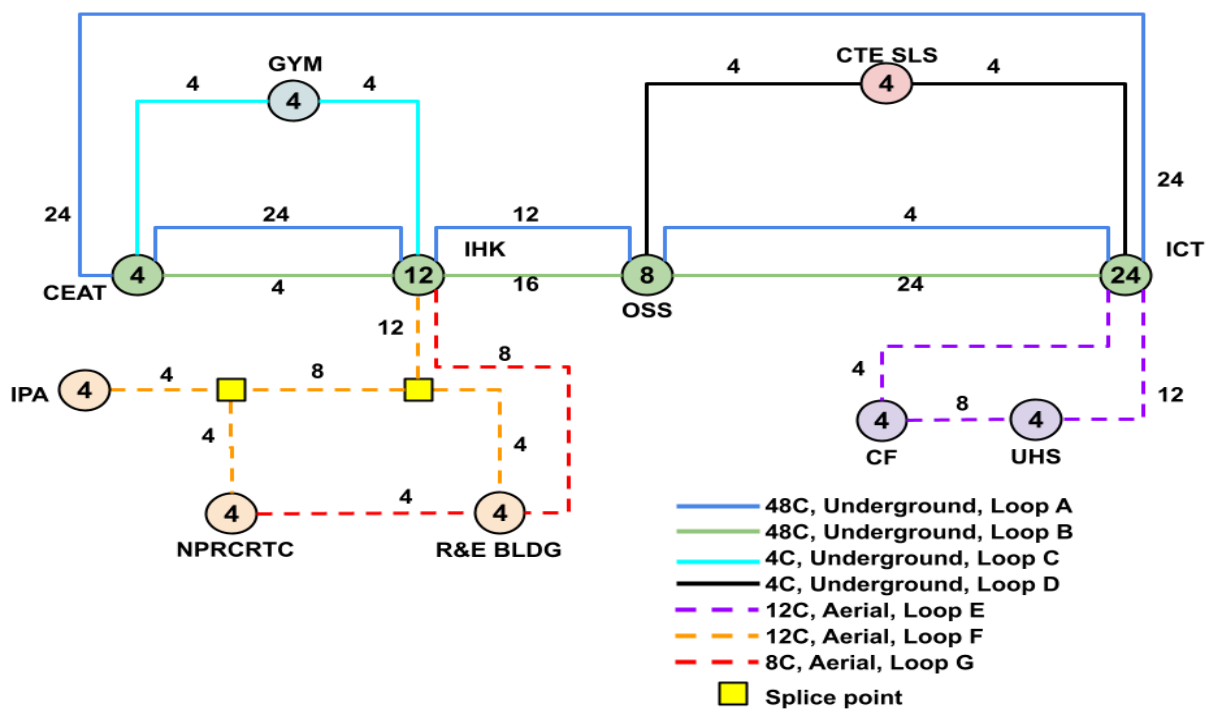 CTE SLS
GYM
4
4
4
4
4
4
24
24
24
12
4
IHK
ICT
4
12
8
24
CEAT
4
16
OSS
24
12
8
IPA
4
4
8
4
12
4
4
4
8
4
CF
UHS
4
4
4
NPRCRTC
R&E BLDG
48C, Underground, Loop A
48C, Underground, Loop B
4C, Underground, Loop C
4C, Underground, Loop D
12C, Aerial, Loop E
12C, Aerial, Loop F
8C, Aerial, Loop G
Splice point